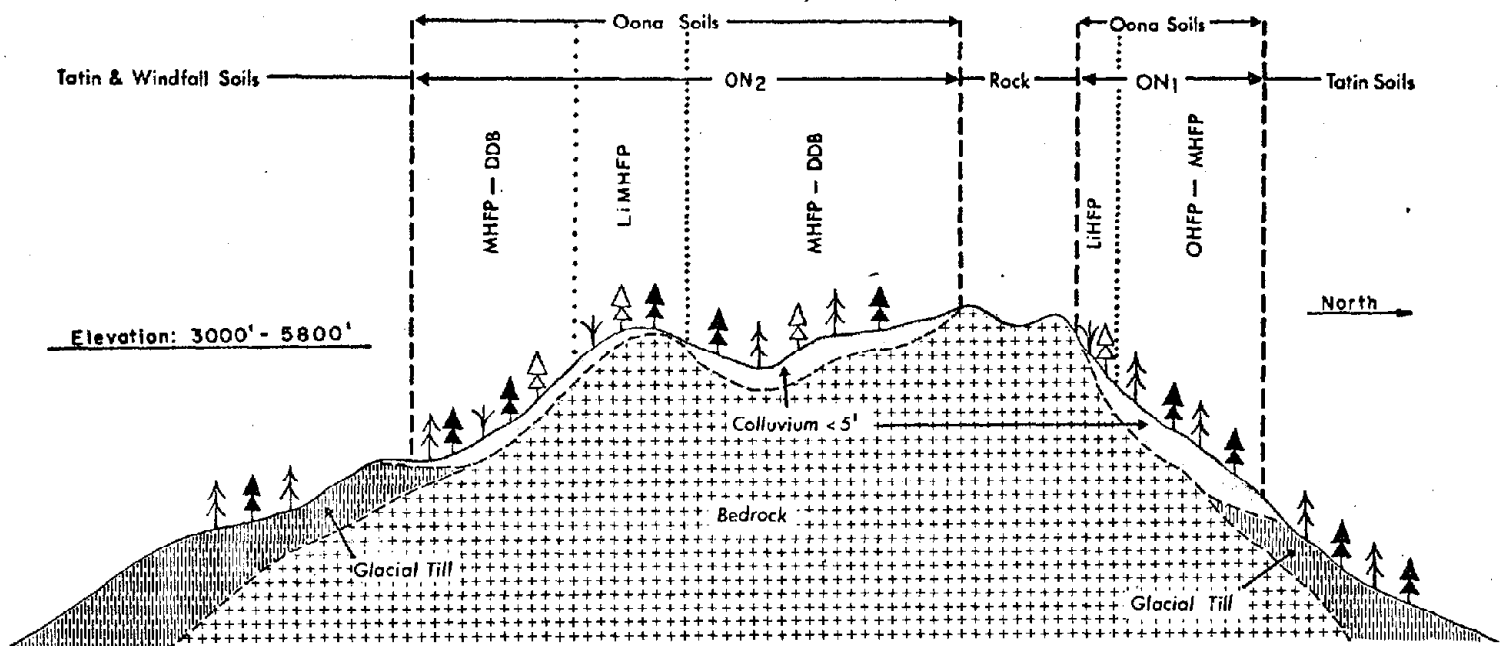 Oona Soils
Oona Soils
Tatin & Windfall Soils
ON2
Rock
ON1
Tatin Soils
MHFP — DDB
LiMHFP
MHFP — DDB
LiHFP
OHFP — MHFP
North
Elevation: 3000' - 5800'
Colluvium < 5'
Bedrock
Glacial Till
Glacial Till